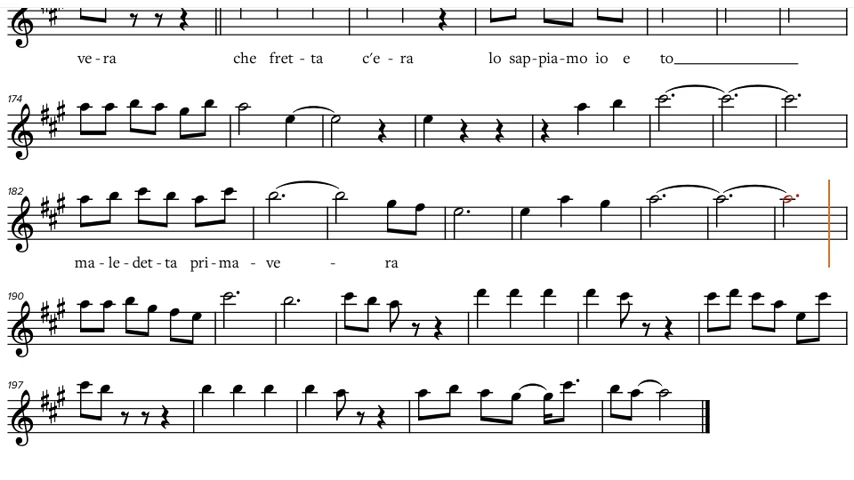 ve - ra che fret - ta c'e - ra lo sap - pia - mo io e to
174
182
ma - le - det - ta pri - ma - ve - ra
190
197